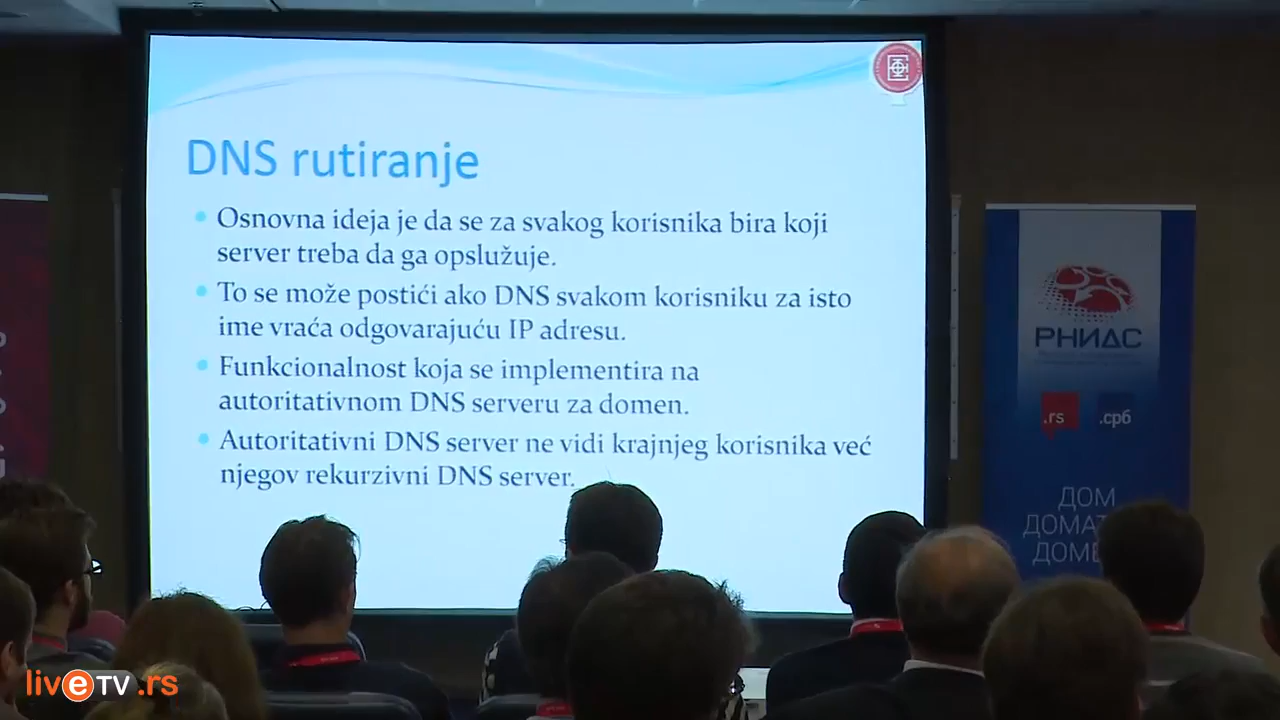 DNS rutiranje
Osnovna ideja je da se za svakog korisnika bira koji
server treba da ga opslužuje.
To se može postići ako DNS svakom korisniku za isto
ime vraća odgovarajuću IP adresu.
Funkcionalnost koja se implementira na
autoritativnom DNS serveru za domen.
Autoritativni DNS server ne vidi krajnjeg korisnika već
njegov rekurzivni DNS server.
РНИДС
.rs
.срб
ДОМ
livetv.rs